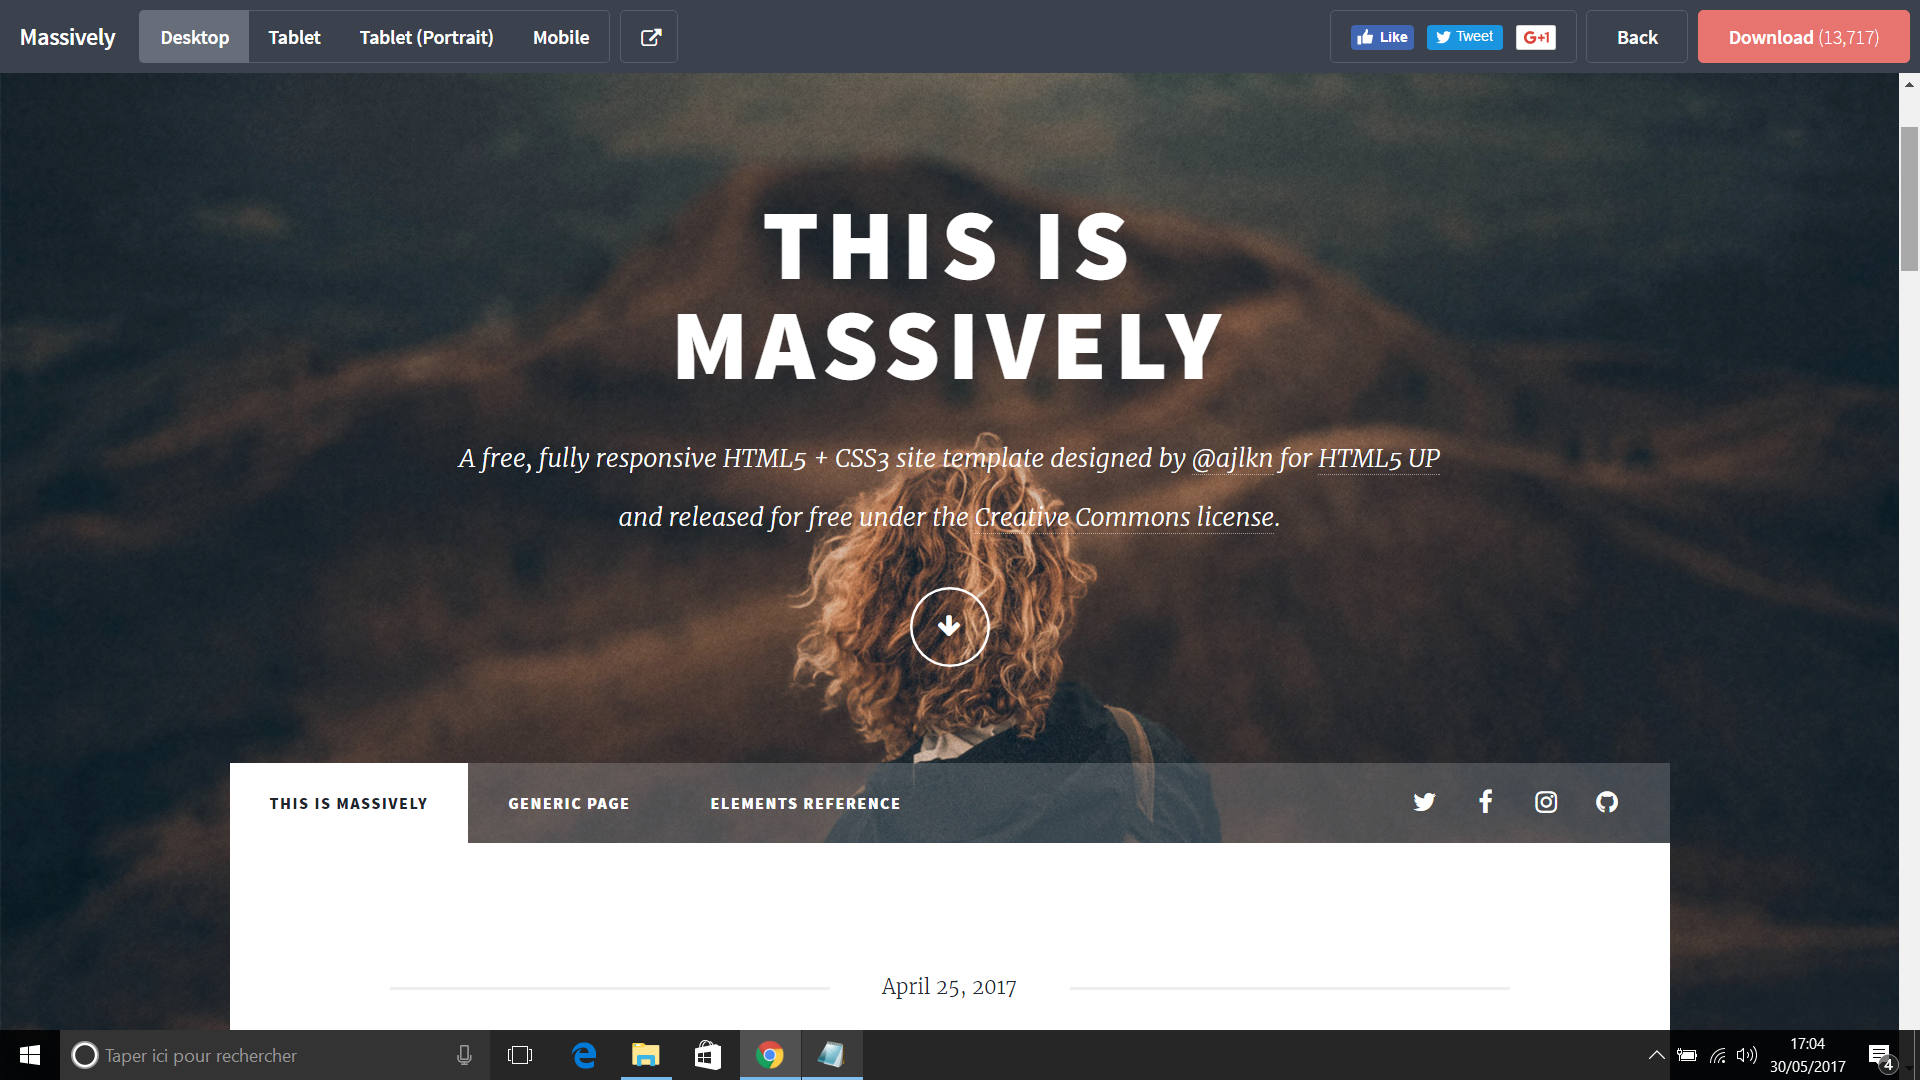 Massively
Desktop
Tablet
Tablet (Portrait)
Mobile
Like
Tweet
G+1
Back
Download (13,717)
THIS IS
MASSIVELY
A free, fully responsive HTML5 + CSS3 site template designed by @ajlkn for HTML5 UP
and released for free under the Creative Commons license.
THIS IS MASSIVELY
GENERIC PAGE
ELEMENTS REFERENCE
April 25, 2017
Taper ici pour rechercher
17:04
30/05/2017
4